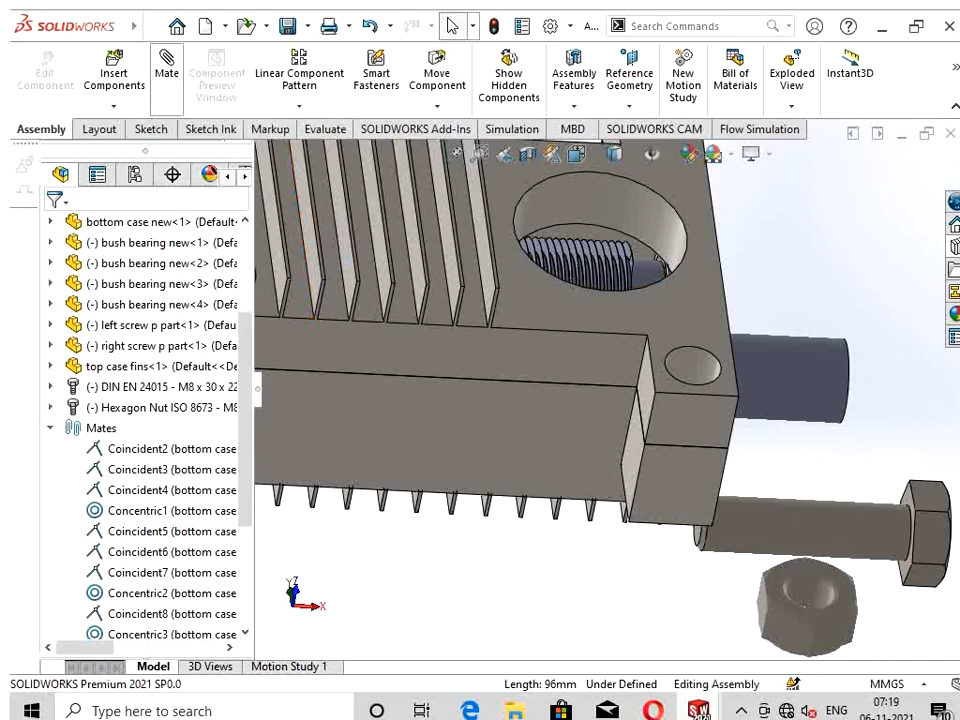 SOLIDWORKS
A...
Search Commands
Edit Component
Insert Components
Mate
Component Preview Window
Linear Component Pattern
Smart Fasteners
Move Component
Show Hidden Components
Assembly Features
Reference Geometry
New Motion Study
Bill of Materials
Exploded View
Instant3D
Assembly Layout Sketch Sketch Ink Markup Evaluate SOLIDWORKS Add-Ins Simulation MBD SOLIDWORKS CAM Flow Simulation
bottom case new<1> (Default
(-) bush bearing new<1> (Defa
(-) bush bearing new<2> (Defa
(-) bush bearing new<3> (Defa
(-) bush bearing new<4> (Defa
(-) left screw p part<1> (Defau
(-) right screw p part<1> (Defa
top case fins<1> (Default<<De
(-) DIN EN 24015 - M8 x 30 x 22
(-) Hexagon Nut ISO 8673 - M8
Mates
Coincident2 (bottom case
Coincident3 (bottom case
Coincident4 (bottom case
Concentric1 (bottom case
Coincident5 (bottom case
Coincident6 (bottom case
Coincident7 (bottom case
Concentric2 (bottom case
Coincident8 (bottom case
Concentric3 (bottom case
Y Z
X
Model 3D Views Motion Study 1
SOLIDWORKS Premium 2021 SP0.0 Length: 96mm Under Defined Editing Assembly MMGS
Type here to search
ENG
07:19
06-11-2021